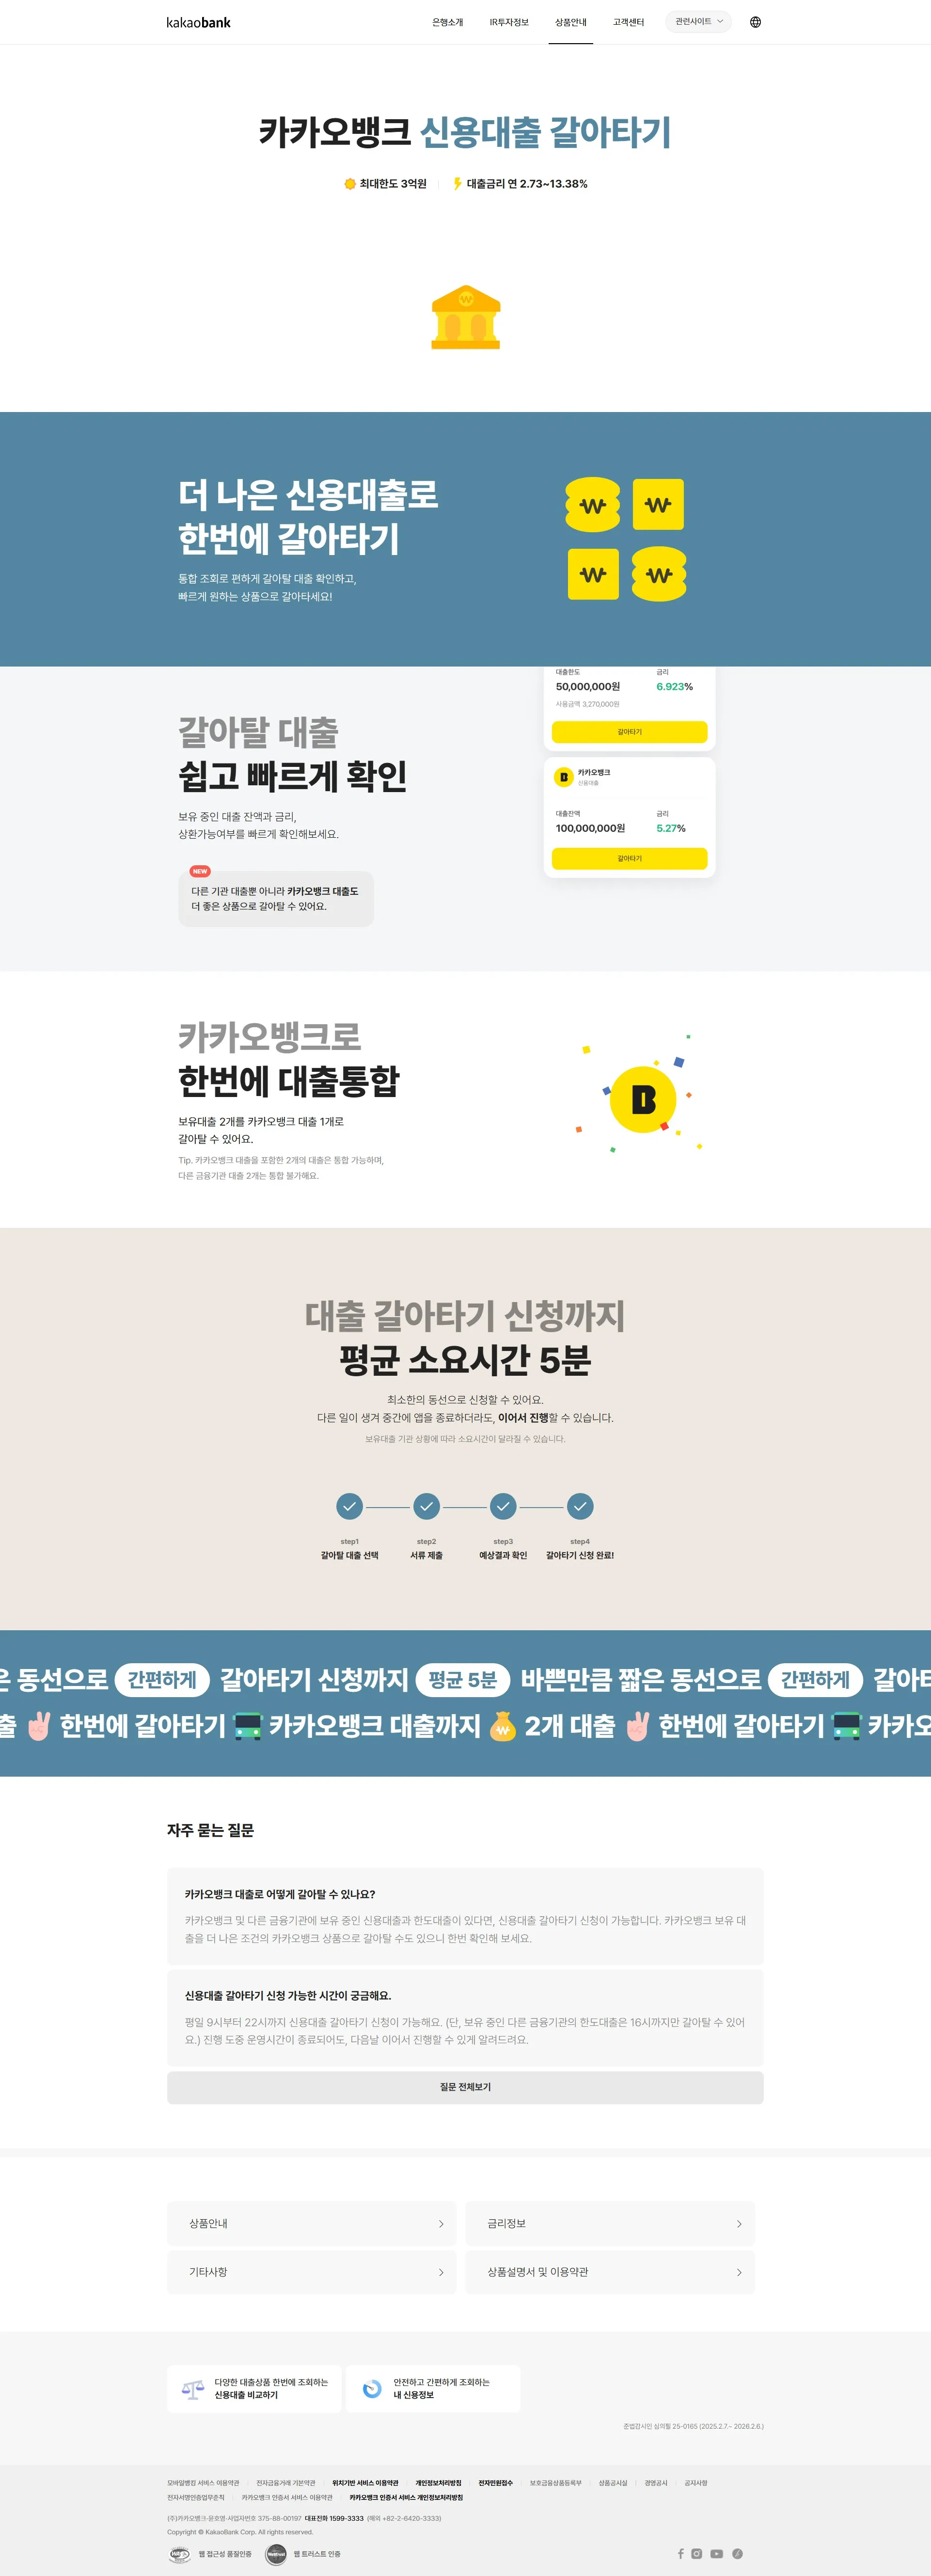 kakaobank
은행소개 IR투자정보 상품안내 고객센터 관련사이트
카카오뱅크 신용대출 갈아타기
최대한도 3억원 대출금리 연 2.73~13.38%
더 나은 신용대출로
한번에 갈아타기
통합 조회로 편하게 갈아탈 대출 확인하고,
빠르게 원하는 상품으로 갈아타세요!
갈아탈 대출
쉽고 빠르게 확인
보유 중인 대출 잔액과 금리,
상환가능여부를 빠르게 확인해보세요.
NEW
다른 기관 대출뿐 아니라 카카오뱅크 대출도
더 좋은 상품으로 갈아탈 수 있어요.
대출한도 금리
50,000,000원 6.923%
사용금액 3,270,000원
갈아타기
B 카카오뱅크
신용대출
대출잔액 금리
100,000,000원 5.27%
갈아타기
카카오뱅크로
한번에 대출통합
보유대출 2개를 카카오뱅크 대출 1개로
갈아탈 수 있어요.
Tip. 카카오뱅크 대출을 포함한 2개의 대출은 통합 가능하며,
다른 금융기관 대출 2개는 통합 불가해요.
B
대출 갈아타기 신청까지
평균 소요시간 5분
최소한의 동선으로 신청할 수 있어요.
다른 일이 생겨 중간에 앱을 종료하더라도, 이어서 진행할 수 있습니다.
보유대출 기관 상황에 따라 소요시간이 달라질 수 있습니다.
step1 step2 step3 step4
갈아탈 대출 선택 서류 제출 예상결과 확인 갈아타기 신청 완료!
은 동선으로 간편하게 갈아타기 신청까지 평균 5분 바쁜만큼 짧은 동선으로 간편하게 갈아타
출 한번에 갈아타기 카카오뱅크 대출까지 2개 대출 한번에 갈아타기 카카오
자주 묻는 질문
카카오뱅크 대출로 어떻게 갈아탈 수 있나요?
카카오뱅크 및 다른 금융기관에 보유 중인 신용대출과 한도대출이 있다면, 신용대출 갈아타기 신청이 가능합니다. 카카오뱅크 보유 대
출을 더 나은 조건의 카카오뱅크 상품으로 갈아탈 수도 있으니 한번 확인해 보세요.
신용대출 갈아타기 신청 가능한 시간이 궁금해요.
평일 9시부터 22시까지 신용대출 갈아타기 신청이 가능해요. (단, 보유 중인 다른 금융기관의 한도대출은 16시까지만 갈아탈 수 있어
요.) 진행 도중 운영시간이 종료되어도, 다음날 이어서 진행할 수 있게 알려드려요.
질문 전체보기
상품안내 금리정보
기타사항 상품설명서 및 이용약관
다양한 대출상품 한번에 조회하는
신용대출 비교하기
안전하고 간편하게 조회하는
내 신용정보
준법감시인 심의필 25-0165 (2025.2.7.~ 2026.2.6.)
모바일뱅킹 서비스 이용약관 전자금융거래 기본약관 위치기반 서비스 이용약관 개인정보처리방침 전자민원접수 보호금융상품등록부 상품공시실 경영공시 공지사항
전자서명인증업무준칙 카카오뱅크 인증서 서비스 이용약관 카카오뱅크 인증서 서비스 개인정보처리방침
(주)카카오뱅크·윤호영·사업자번호 375-88-00197 대표전화 1599-3333 (해외 +82-2-6420-3333)
Copyright © KakaoBank Corp. All rights reserved.
웹 접근성 품질인증 웹 트러스트 인증